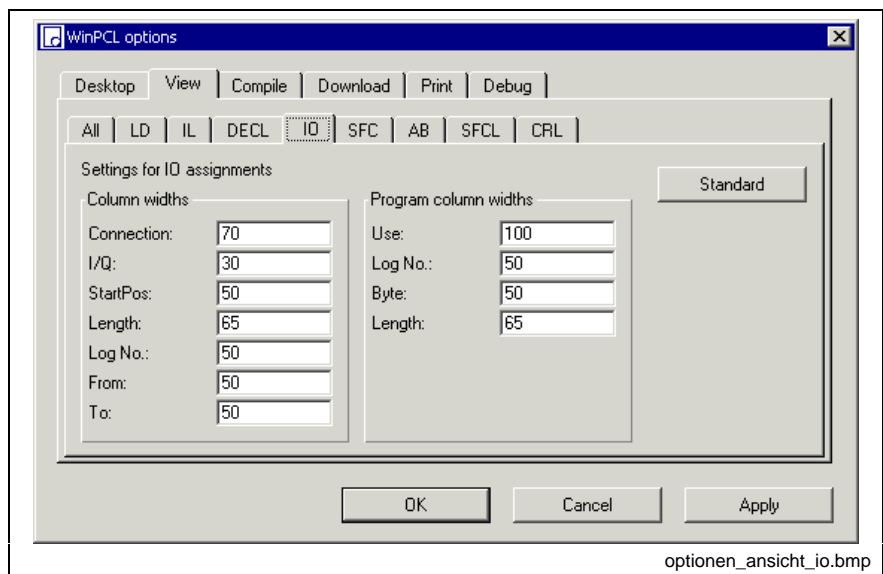 WinPCL options
Desktop View Compile Download Print Debug
All LD IL DECL IO SFC AB SFCL CRL
Settings for IO assignments
Standard
Column widths
Connection: 70
I/Q: 30
StartPos: 50
Length: 65
Log No.: 50
From: 50
To: 50
Program column widths
Use: 100
Log No.: 50
Byte: 50
Length: 65
OK Cancel Apply
optionen_ansicht_io.bmp